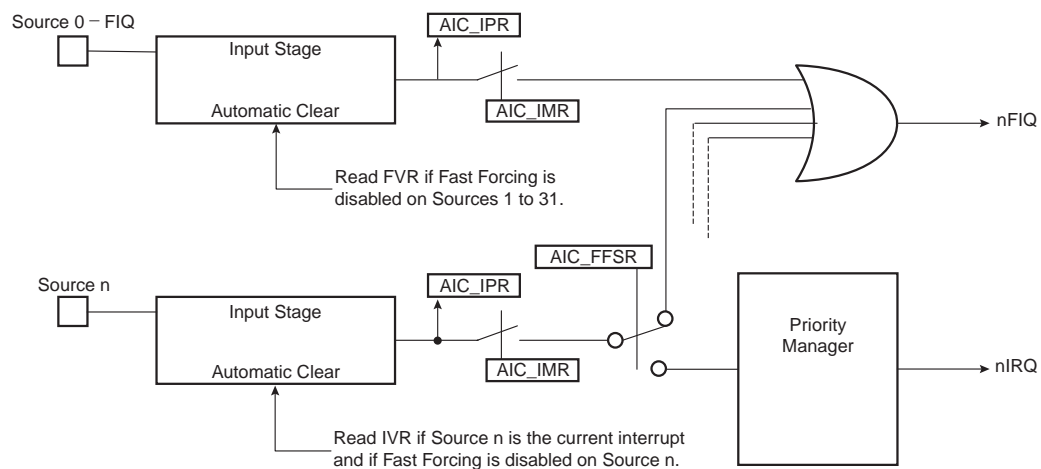 Source 0 – FIQ
AIC_IPR
Input Stage
Automatic Clear
AIC_IMR
nFIQ
Read FVR if Fast Forcing is
disabled on Sources 1 to 31.
AIC_FFSR
Source n
AIC_IPR
Input Stage
Priority
Manager
Automatic Clear
AIC_IMR
nIRQ
Read IVR if Source n is the current interrupt
and if Fast Forcing is disabled on Source n.